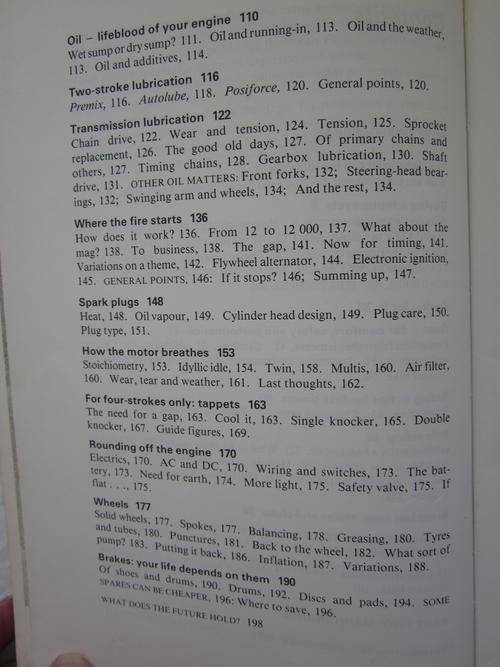 Oil – lifeblood of your engine 110
Wet sump or dry sump? 111. Oil and running-in, 113. Oil and the weather,
113. Oil and additives, 114.
Two-stroke lubrication 116
Premix, 116. Autolube, 118. Posiforce, 120. General points, 120.
Transmission lubrication 122
Chain drive, 122. Wear and tension, 124. Tension, 125. Sprocket
replacement, 126. The good old days, 127. Of primary chains and
others, 127. Timing chains, 128. Gearbox lubrication, 130. Shaft
drive, 131. OTHER OIL MATTERS: Front forks, 132; Steering-head bear-
ings, 132; Swinging arm and wheels, 134; And the rest, 134.
Where the fire starts 136
How does it work? 136. From 12 to 12 000, 137. What about the
mag? 138. To business, 138. The gap, 141. Now for timing, 141.
Variations on a theme, 142. Flywheel alternator, 144. Electronic ignition,
145. GENERAL POINTS, 146: If it stops? 146; Summing up, 147.
Spark plugs 148
Heat, 148. Oil vapour, 149. Cylinder head design, 149. Plug care, 150.
Plug type, 151.
How the motor breathes 153
Stoichiometry, 153. Idyllic idle, 154. Twin, 158. Multis, 160. Air filter,
160. Wear, tear and weather, 161. Last thoughts, 162.
For four-strokes only: tappets 163
The need for a gap, 163. Cool it, 163. Single knocker, 165. Double
knocker, 167. Guide figures, 169.
Rounding off the engine 170
Electrics, 170. AC and DC, 170. Wiring and switches, 173. The bat-
tery, 173. Need for earth, 174. More light, 175. Safety valve, 175. If
flat . . ., 175.
Wheels 177
Solid wheels, 177. Spokes, 177. Balancing, 178. Greasing, 180. Tyres
and tubes, 180. Punctures, 181. Back to the wheel, 182. What sort of
pump? 183. Putting it back, 186. Inflation, 187. Variations, 188.
Brakes: your life depends on them 190
Of shoes and drums, 190. Drums, 192. Discs and pads, 194. SOME
SPARES CAN BE CHEAPER, 196: Where to save, 196.
WHAT DOES THE FUTURE HOLD? 198